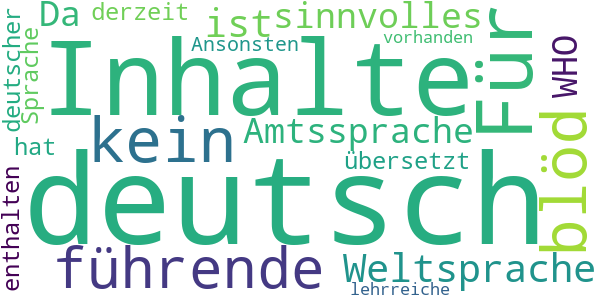 Da
derzeit
ist
sinnvolles
deutscher
Sprache
Ansonsten
vorhanden
Inhalte
Für
WHO
hat
kein
Amtssprache
übersetzt
blöd
deutsch
enthalten
führende
Weltsprache
lehrreiche